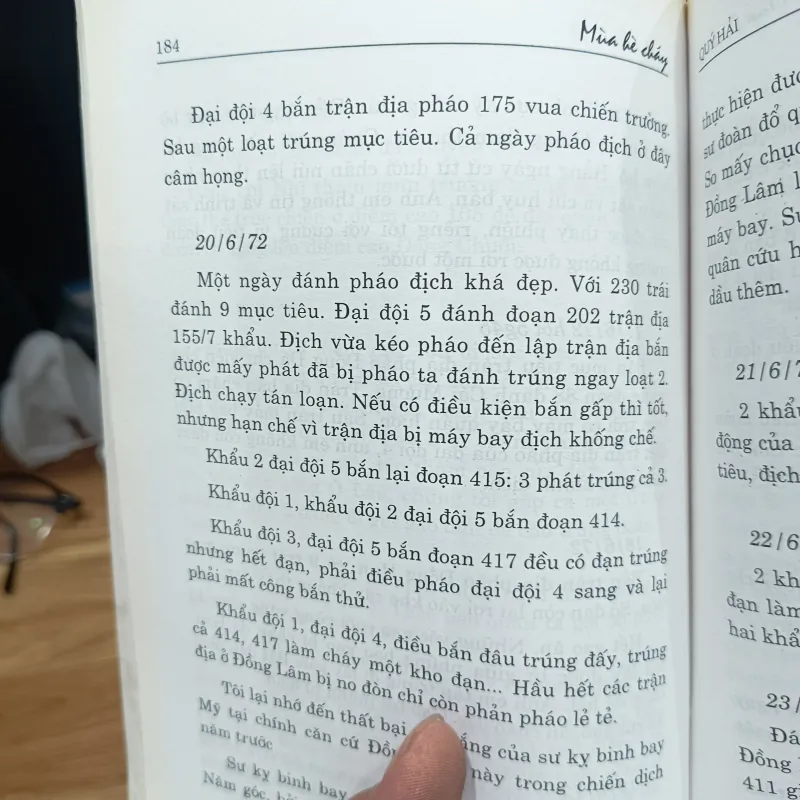 184
Mùa hè cháy
Đại đội 4 bắn trận địa pháo 175 vua chiến trường.
Sau một loạt trúng mục tiêu. Cả ngày pháo địch ở đây
câm họng.
20/6/72
Một ngày đánh pháo địch khá đẹp. Với 230 trái
đánh 9 mục tiêu. Đại đội 5 đánh đoạn 202 trận địa
155/7 khẩu. Địch vừa kéo pháo đến lập trận địa bắn
được mấy phát đã bị pháo ta đánh trúng ngay loạt 2.
Địch chạy tán loạn. Nếu có điều kiện bắn gấp thì tốt,
nhưng hạn chế vì trận địa bị máy bay địch khống chế.
Khẩu 2 đại đội 5 bắn lại đoạn 415: 3 phát trúng cả 3.
Khẩu đội 1, khẩu đội 2 đại đội 5 bắn đoạn 414.
Khẩu đội 3, đại đội 5 bắn đoạn 417 đều có đạn trúng
nhưng hết đạn, phải điều pháo đại đội 4 sang và lại
phải mất công bắn thử.
Khẩu đội 1, đại đội 4, điều bắn đâu trúng đấy, trúng
cả 414, 417 làm cháy một kho đạn... Hầu hết các trận
địa ở Đồng Lâm bị no đòn chỉ còn phản pháo lẻ tẻ.
Tôi lại nhớ đến thất bại của sư kỵ binh bay
Mỹ tại chính căn cứ này trong chiến dịch
năm trước
Sư kỵ binh bay
Năm góc,
QUÝ HẢI
thực hiện
sư đoàn đổ
So mấy chục
Đồng Lâm
máy bay.
quân cứu
dầu thêm.
21/6/
2 khẩu
động của
tiêu, địch
22/6
2
đạn làm
hai khẩu
23/
Đồng
411